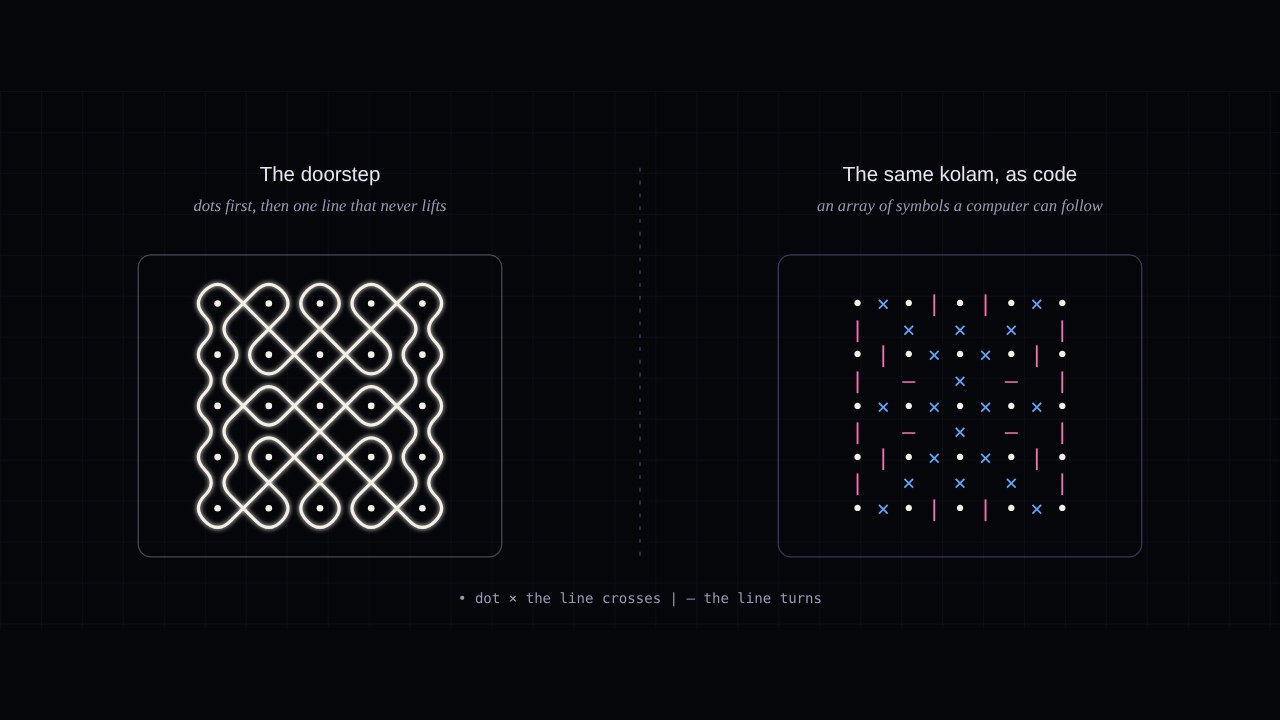 The doorstep
dots first, then one line that never lifts
The same kolam, as code
an array of symbols a computer can follow
• × • | • | • × •
| × × × |
• | • × • × • | •
| — × — |
• × • × • × • × •
| — × — |
• | • × • × • | •
| × × × |
• × • | • | • × •
• dot × the line crosses | — the line turns